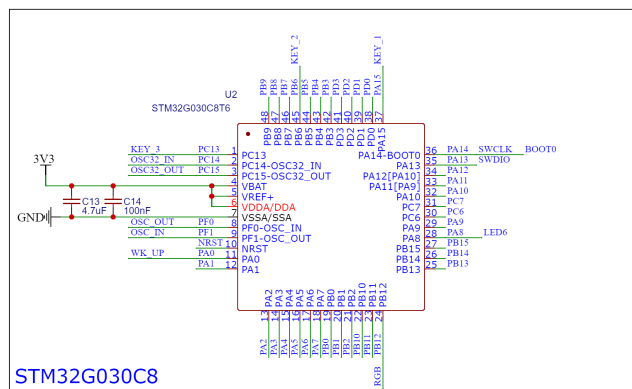 KEY_2
KEY_1
PB9
PB8
PB7
PB6
PB5
PB4
PB3
PD3
PD2
PD1
PD0
PA15
U2
STM32G030C8T6
48
47
46
45
44
43
42
41
40
39
38
37
PB9
PB8
PB7
PB6
PB5
PB4
PB3
PD3
PD2
PD1
PD0
PA15
KEY_3 PC13 1 PC13 PA14-BOOT0 36 PA14 SWCLK BOOT0
OSC32_IN PC14 2 PC14-OSC32_IN PA13 35 PA13 SWDIO
OSC32_OUT PC15 3 PC15-OSC32_OUT PA12[PA10] 34 PA12
3V3 4 VBAT PA11[PA9] 33 PA11
5 VREF+ PA10 32 PA10
6 VDDA/DDA PC7 31 PC7
C13 C14
4.7uF 100nF
GND 7 VSSA/SSA PC6 30 PC6
OSC_OUT PF0 8 PF0-OSC_IN PA9 29 PA9
OSC_IN PF1 9 PF1-OSC_OUT PA8 28 PA8 LED6
NRST 10 NRST PB15 27 PB15
WK_UP PA0 11 PA0 PB14 26 PB14
PA1 12 PA1 PB13 25 PB13
PA2
PA3
PA4
PA5
PA6
PA7
PB0
PB1
PB2
PB10
PB11
PB12
13
14
15
16
17
18
19
20
21
22
23
24
PA2
PA3
PA4
PA5
PA6
PA7
PB0
PB1
PB2
PB10
PB11
PB12
RGB
STM32G030C8